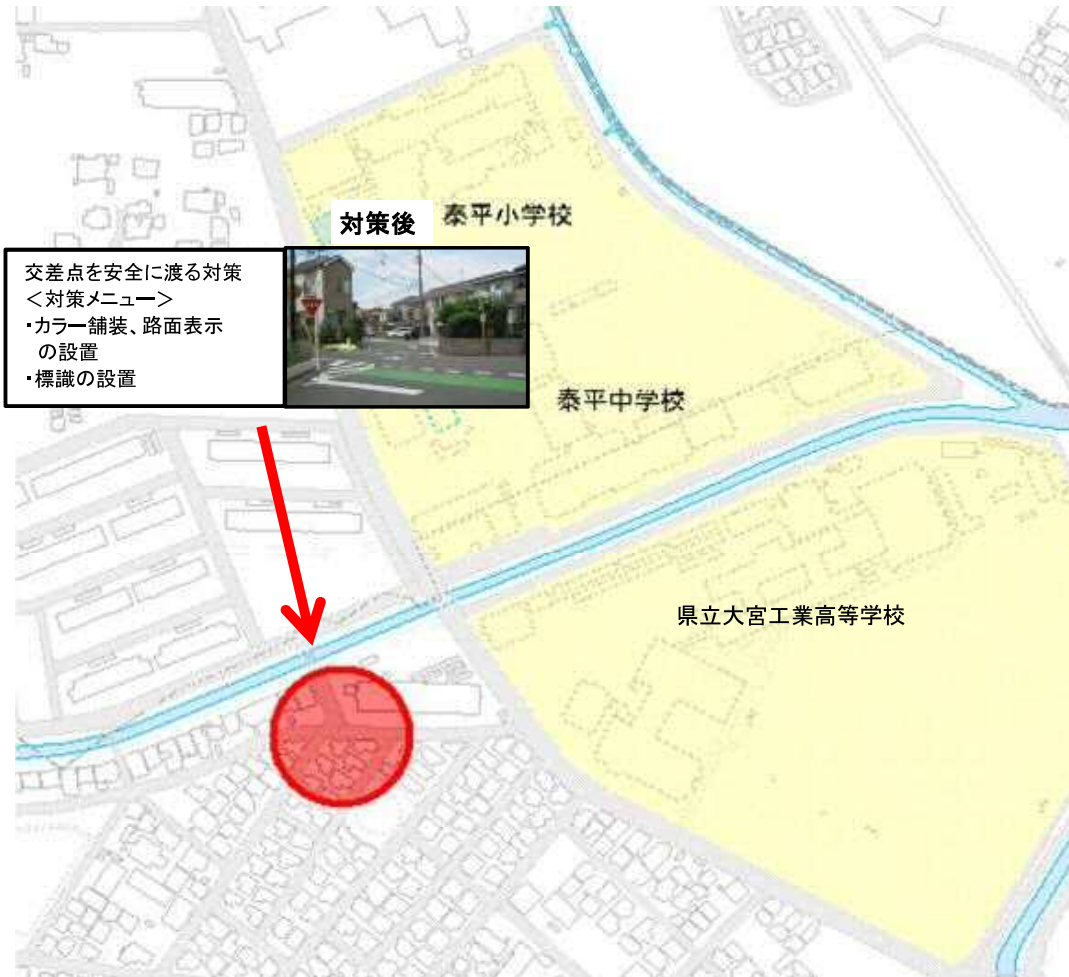 対策後
泰平小学校
交差点を安全に渡る対策
<対策メニュー>
・カラー舗装、路面表示
の設置
・標識の設置
泰平中学校
県立大宮工業高等学校